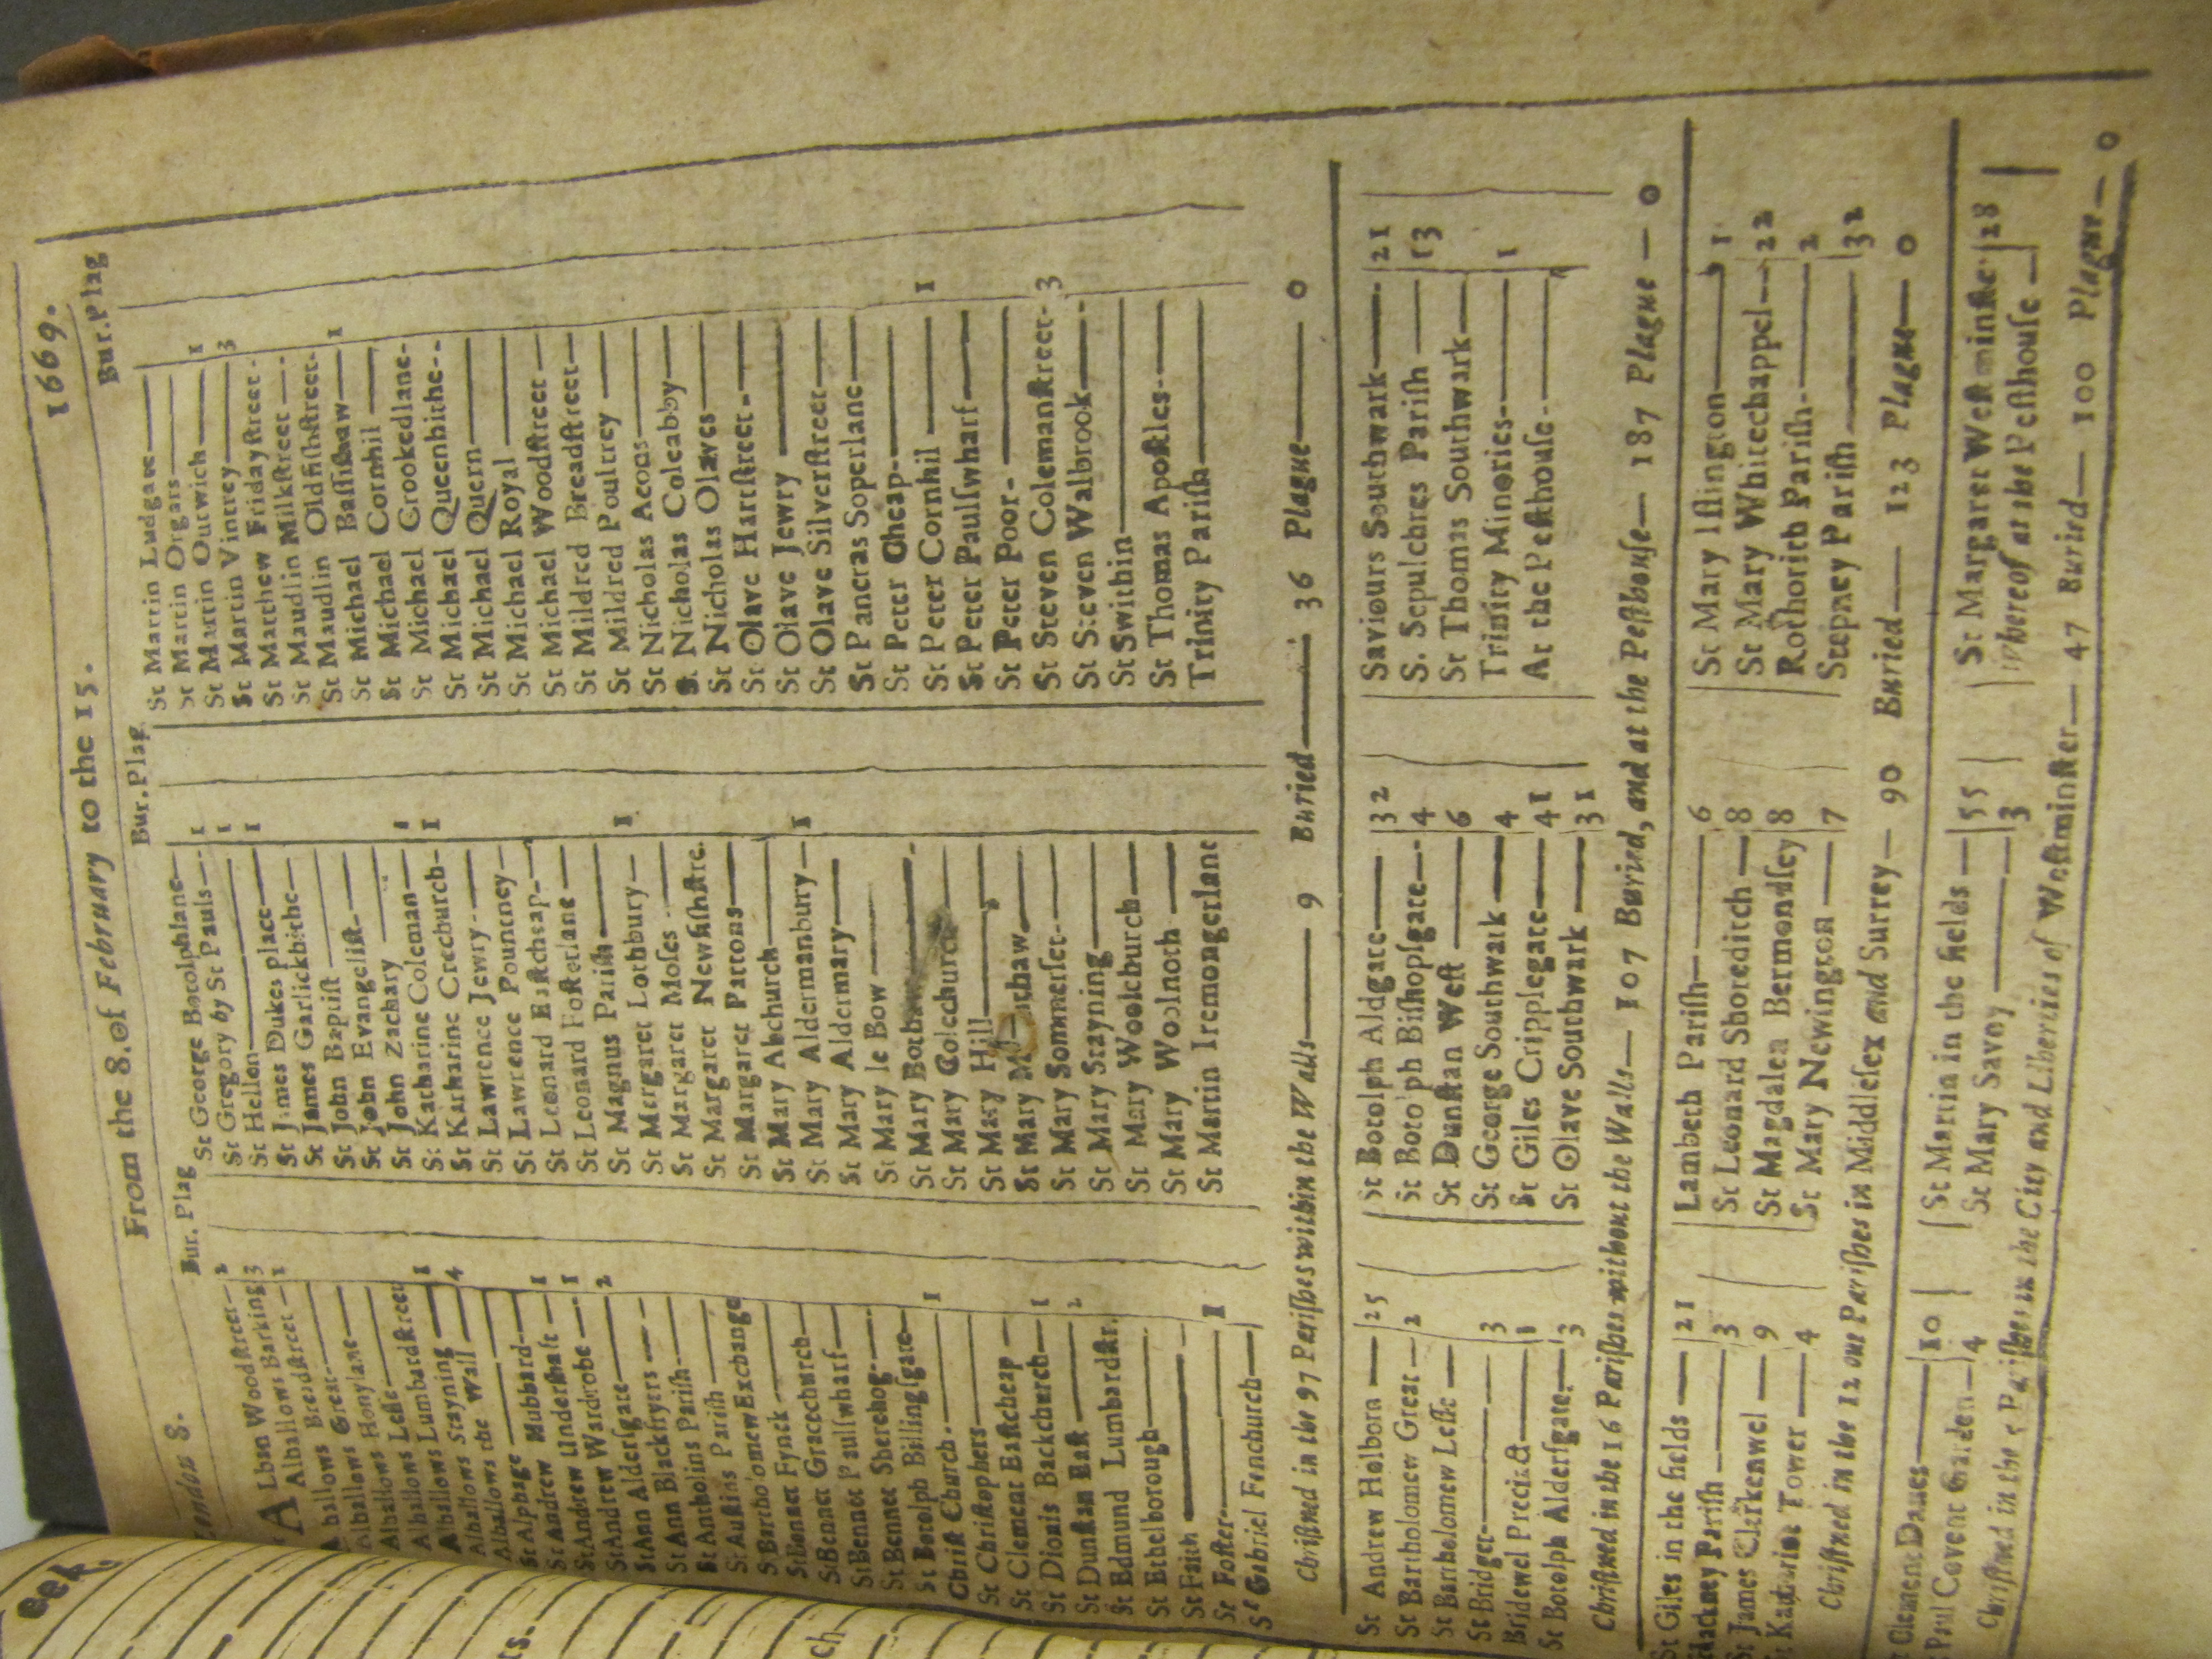 London 8. From the 8. of February to the 15. 1669.
Bur. Plag
ALban Woodstreet 2
Alhallows Barking 3
Alhallows Breadstreet 1
Alhallows Great
Alhallows Honylane
Alhallows Lesse
Alhallows Lumbardstreet
Alhallows Stayning 1
Alhallows the Wall 4
St Alphage
St Andrew Hubbard
St Andrew Undershaft 1
St Andrew Wardrobe 1
St Ann Aldersgate 2
St Ann Blackfryers
St Antholins Parish
St Austins Parish
St Bartholomew Exchange
St Bennet Fynck
St Bennet Gracechurch
St Bennet Paulswharf
St Bennet Sherehog
St Botolph Billingsgate
Christ Church 1
St Christophers
St Clement Eastcheap
St Dionis Backchurch 1
St Dunstan East 2
St Edmund Lumbardstr.
St Ethelborough
St Faith
St Foster
St Gabriel Fenchurch 1
Bur. Plag
St George Botolphlane 1
St Gregory by St Pauls 1
St Hellen 1
St James Dukes place
St James Garlickhithe
St John Baptist
St John Evangelist
St John Zachary
St Katharine Coleman 1
St Katharine Creechurch 1
St Lawrence Jewry
St Lawrence Pountney
St Leonard Eastcheap
St Leonard Fosterlane
St Magnus Parish 1
St Margaret Lothbury
St Margaret Moses
St Margaret Newfishstre.
St Margaret Pattons
St Mary Abchurch
St Mary Aldermanbury 1
St Mary Aldermary
St Mary le Bow
St Mary Bothaw
St Mary Colechurch
St Mary Hill
St Mary
St Mary Sommerset
St Mary Stayning
St Mary Woolchurch
St Mary Woolnoth
St Martin Iremongerlane
Bur. Plag
St Martin Ludgate
St Martin Orgars
St Martin Outwich 1
St Martin Vintrey 3
St Matthew Fridaystreet
St Maudlin Milkstreet
St Maudlin Oldfishstreet
St Michael Bassishaw 1
St Michael Cornhil
St Michael Crookedlane
St Michael Queenhithe
St Michael Quern
St Michael Royal
St Michael Woodstreet
St Mildred Breadstreet
St Mildred Poultrey
St Nicholas Acons
St Nicholas Coleabby
St Nicholas Olaves
St Olave Hartstreet
St Olave Jewry
St Olave Silverstreet
St Pancras Soperlane
St Peter Cheap
St Peter Cornhil 1
St Peter Paulswharf
St Peter Poor
St Steven Colemanstreet 3
St Steven Walbrook
St Swithin
St Thomas Apostles
Trinity Parish
Christned in the 97 Parishes within the Walls 9 Buried 36 Plague 0
St Andrew Holborn 25
St Bartholomew Great 2
St Bartholomew Lesse
St Bridget 3
Bridewel Precinct 1
St Botolph Aldersgate 3
St Botolph Aldgate 32
St Botolph Bishopsgate 4
St Dunstan West 6
St George Southwark 4
St Giles Cripplegate 41
St Olave Southwark 31
Saviours Southwark 21
S. Sepulchres Parish 13
St Thomas Southwark
Trinity Minories 1
At the Pesthouse
Christned in the 16 Parishes without the Walls 107 Buried, and at the Pesthouse 187 Plague 0
St Giles in the fields 21
Hackney Parish 3
St James Clerkenwel 9
St Katharine Tower 4
Lambeth Parish 6
St Leonard Shoreditch 8
St Magdalen Bermondsey 8
St Mary Newington 7
St Mary Islington 1
St Mary Whitechappel 22
Rothorith Parish 2
Stepney Parish 32
Christned in the 12 out Parishes in Middlesex and Surrey 90 Buried 123 Plague 0
Clement Danes 10
Paul Covent Garden 4
St Martin in the fields 55
St Mary Savoy 3
St Margaret Westminster 28
whereof at the Pesthouse
Christned in the 5 Parishes in the City and Liberties of Westminster 47 Buried 100 Plague 0